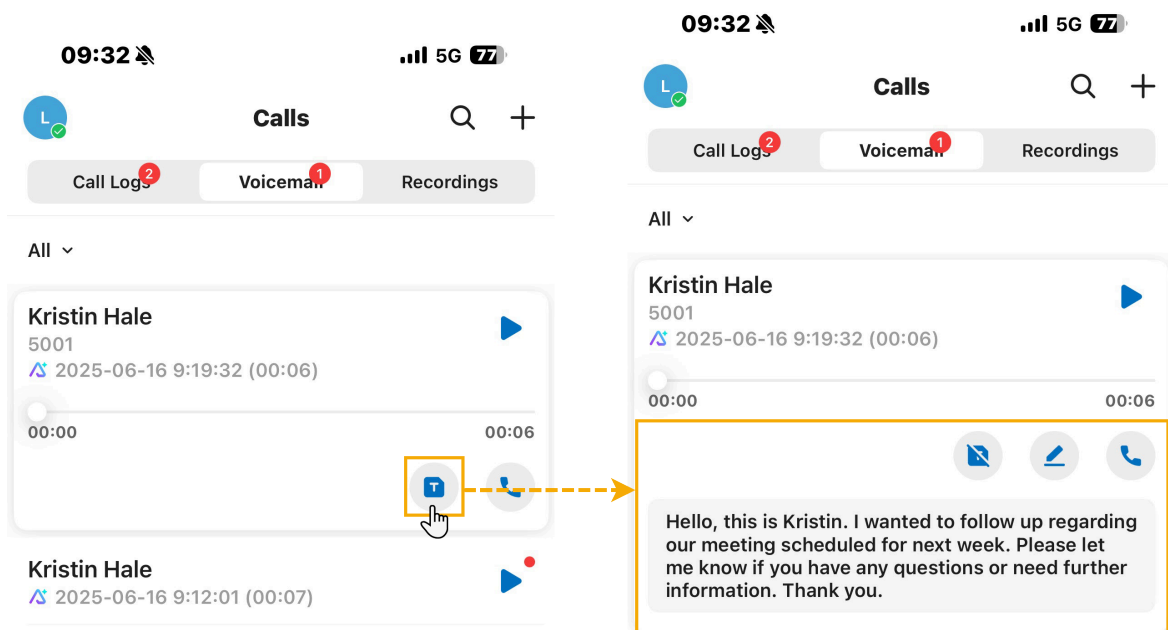 09:32 5G 77
L Calls
Call Logs 2 Voicemail 1 Recordings
All
Kristin Hale
5001
2025-06-16 9:19:32 (00:06)
00:00 00:06
T
Kristin Hale
2025-06-16 9:12:01 (00:07)
09:32 5G 77
L Calls
Call Logs 2 Voicemail 1 Recordings
All
Kristin Hale
5001
2025-06-16 9:19:32 (00:06)
00:00 00:06
Hello, this is Kristin. I wanted to follow up regarding
our meeting scheduled for next week. Please let
me know if you have any questions or need further
information. Thank you.